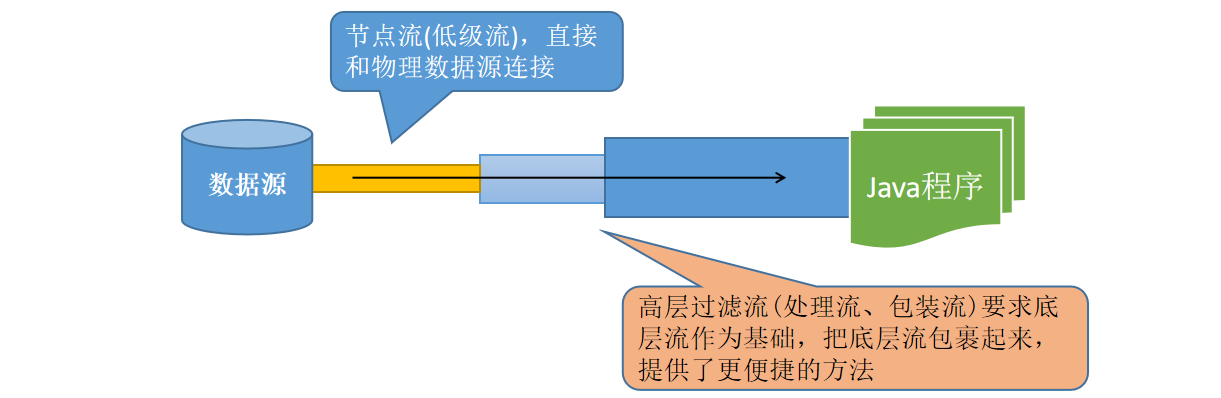 节点流(低级流)，直接
和物理数据源连接
数据源
Java程序
高层过滤流(处理流、包装流)要求底
层流作为基础，把底层流包裹起来，
提供了更便捷的方法